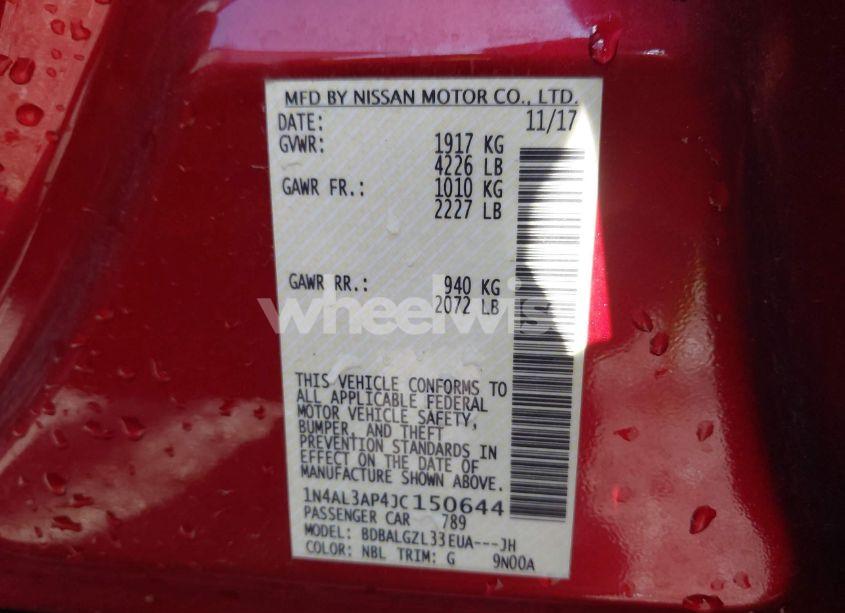 MFD BY NISSAN MOTOR CO., LTD.
DATE: 11/17
GVWR: 1917 KG
4226 LB
GAWR FR.: 1010 KG
2227 LB
GAWR RR.: 940 KG
2072 LB
wheelwis
THIS VEHICLE CONFORMS TO
ALL APPLICABLE FEDERAL
MOTOR VEHICLE SAFETY,
BUMPER, AND THEFT
PREVENTION STANDARDS IN
EFFECT ON THE DATE OF
MANUFACTURE SHOWN ABOVE.
1N4AL3AP4JC150644
PASSENGER CAR 789
MODEL: BDBALGZL33EUA---JH
COLOR: NBL TRIM: G 9N00A